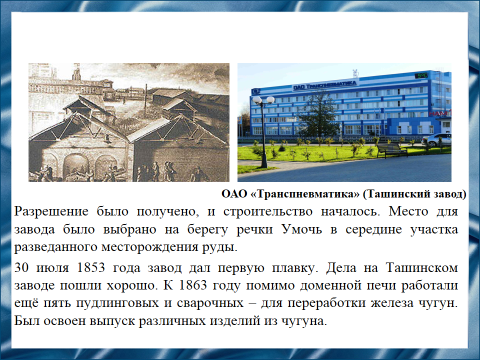 ОАО Транспневматика
ОАО «Транспневматика» (Ташинский завод)
Разрешение было получено, и строительство началось. Место для
завода было выбрано на берегу речки Умочь в середине участка
разведанного месторождения руды.
30 июля 1853 года завод дал первую плавку. Дела на Ташинском
заводе пошли хорошо. К 1863 году помимо доменной печи работали
ещё пять пудлинговых и сварочных – для переработки железа чугун.
Был освоен выпуск различных изделий из чугуна.